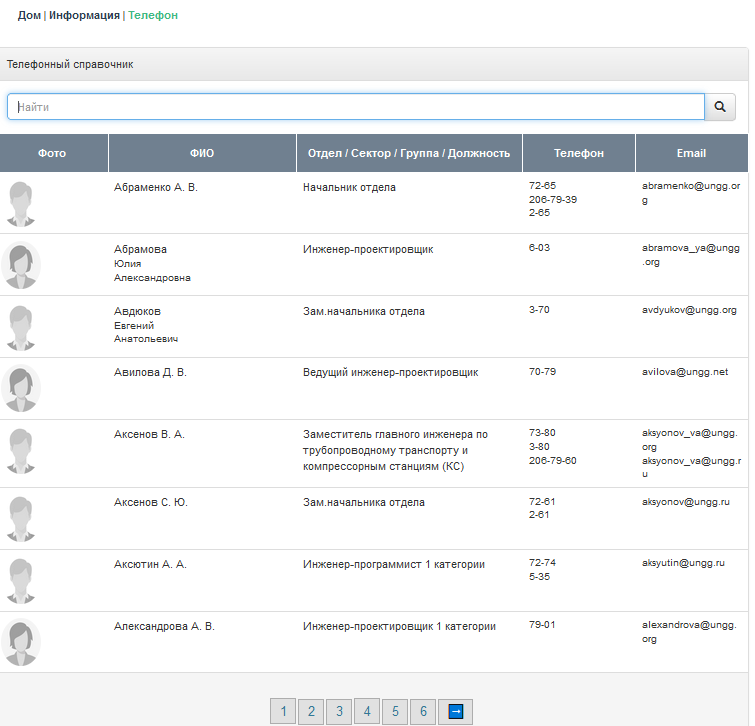 Дом | Информация | Телефон
Телефонный справочник
Найти
Фото ФИО Отдел / Сектор / Группа / Должность Телефон Email
Абраменко А. В. Начальник отдела 72-65 abramenko@ungg.or
206-79-39 g
2-65
Абрамова Инженер-проектировщик 6-03 abramova_ya@ungg
Юлия .org
Александровна
Авдюков Зам.начальника отдела 3-70 avdyukov@ungg.org
Евгений
Анатольевич
Авилова Д. В. Ведущий инженер-проектировщик 70-79 avilova@ungg.net
Аксенов В. А. Заместитель главного инженера по 73-80 aksyonov_va@ungg.
трубопроводному транспорту и 3-80 org
компрессорным станциям (КС) 206-79-60 aksyonov_va@ungg.r
u
Аксенов С. Ю. Зам.начальника отдела 72-61 aksyonov@ungg.ru
2-61
Аксютин А. А. Инженер-программист 1 категории 72-74 aksyutin@ungg.ru
5-35
Александрова А. В. Инженер-проектировщик 1 категории 79-01 alexandrova@ungg.
org
1 2 3 4 5 6 →